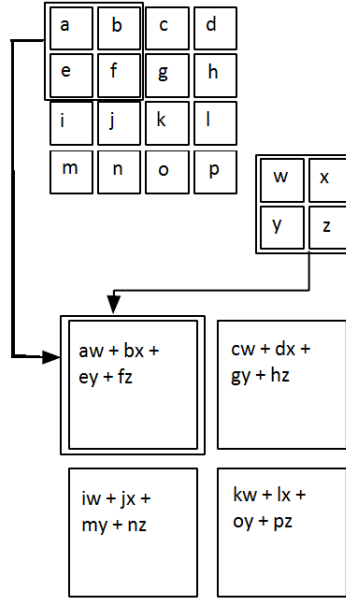 a b c d
e f g h
i j k l
m n o p
w x
y z
aw + bx +
ey + fz
cw + dx +
gy + hz
iw + jx +
my + nz
kw + lx +
oy + pz